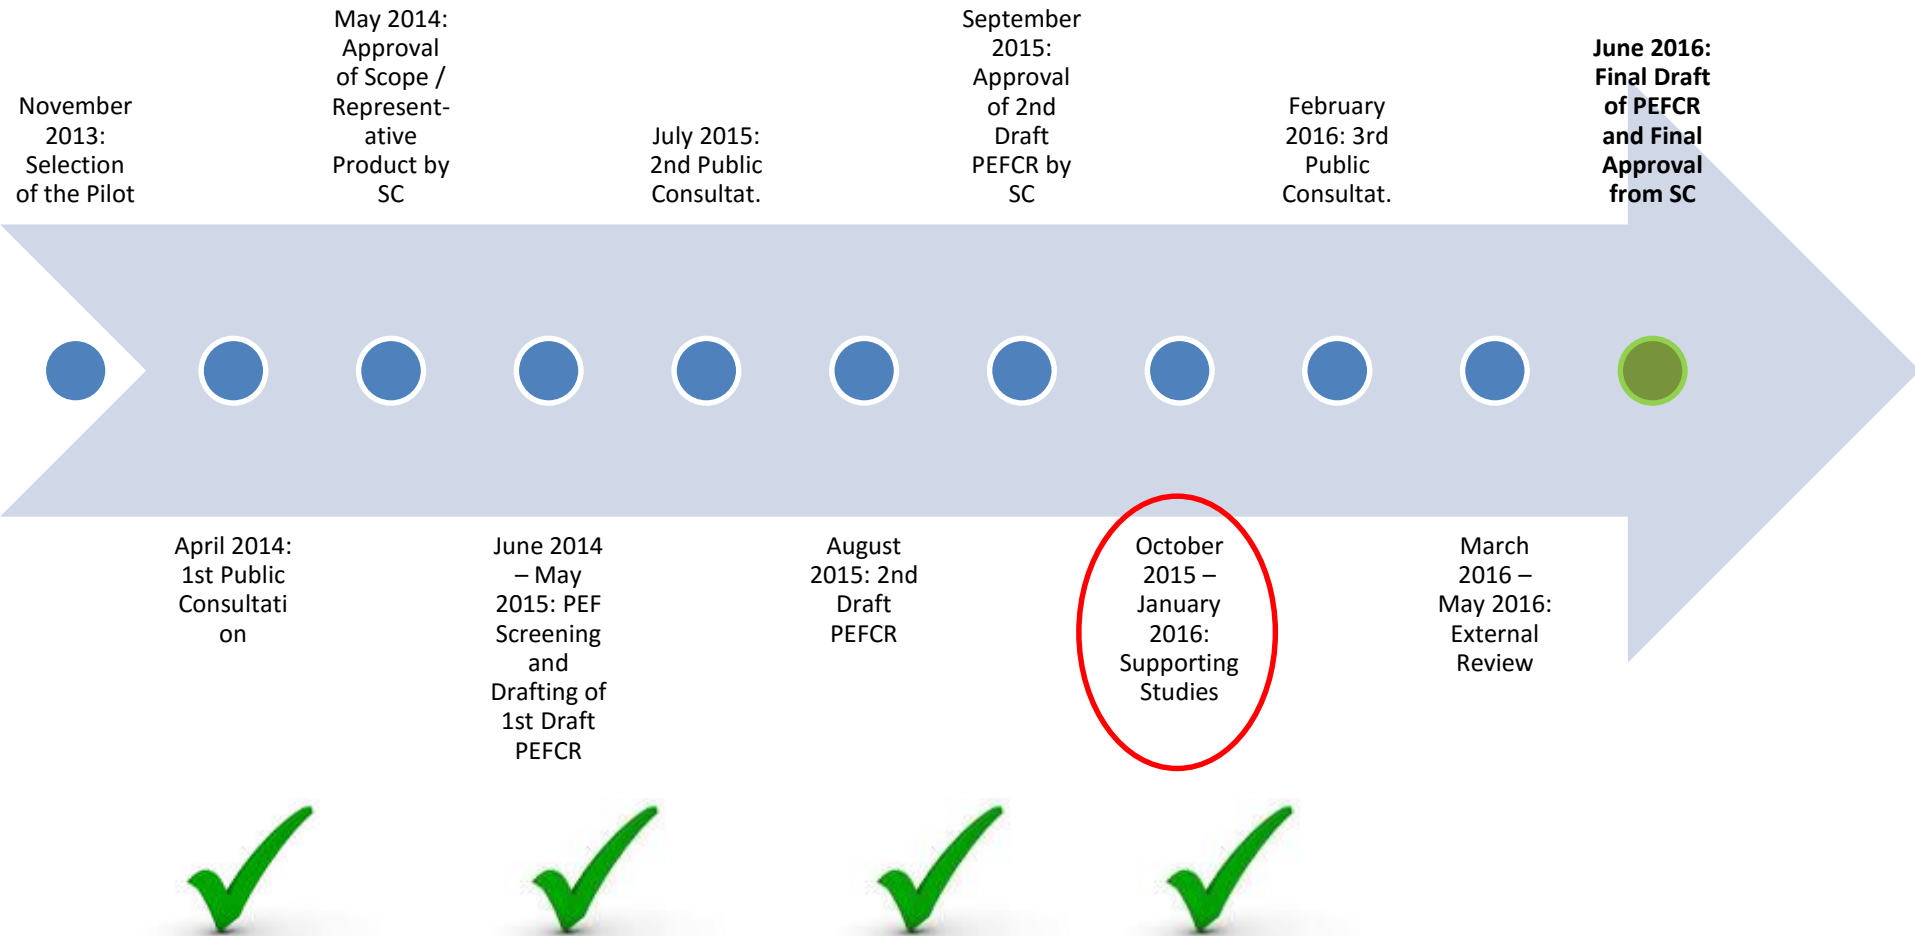 November
2013:
Selection
of the Pilot
May 2014:
Approval
of Scope /
Represent-
ative
Product by
SC
July 2015:
2nd Public
Consultat.
September
2015:
Approval
of 2nd
Draft
PEFCR by
SC
February
2016: 3rd
Public
Consultat.
June 2016:
Final Draft
of PEFCR
and Final
Approval
from SC
April 2014:
1st Public
Consultati
on
June 2014
– May
2015: PEF
Screening
and
Drafting of
1st Draft
PEFCR
August
2015: 2nd
Draft
PEFCR
October
2015 –
January
2016:
Supporting
Studies
March
2016 –
May 2016:
External
Review